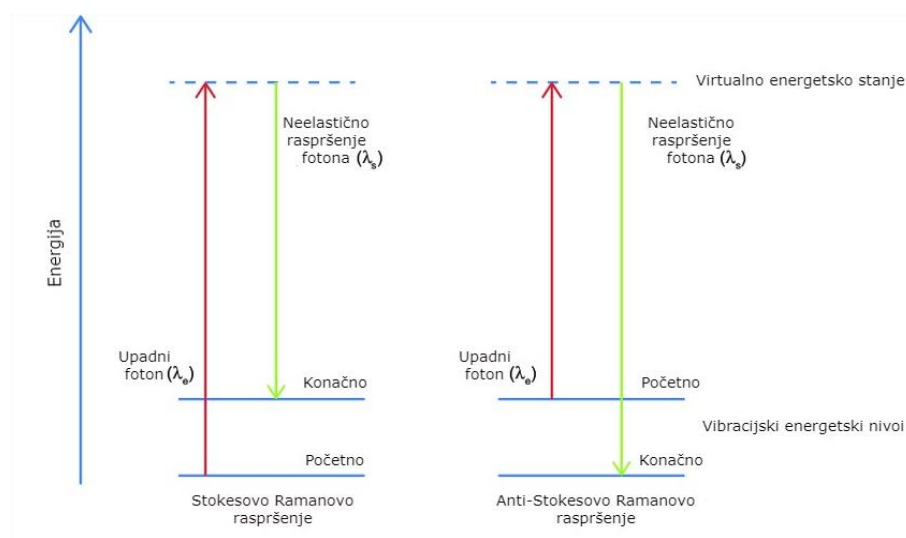 Virtualno energetsko stanje
Neelastično
raspršenje
fotona (λs)
Neelastično
raspršenje
fotona (λs)
Energija
Upadni
foton (λe)
Upadni
foton (λe)
Konačno
Početno
Vibracijski energetski nivoi
Početno
Konačno
Stokesovo Ramanovo
raspršenje
Anti-Stokesovo Ramanovo
raspršenje